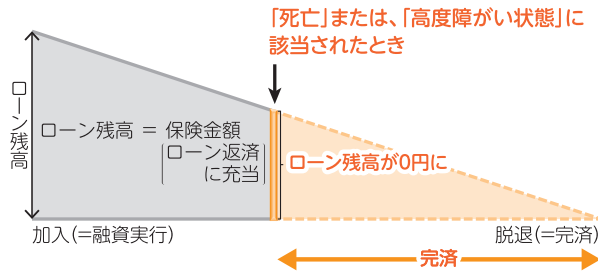 「死亡」または、「高度障がい状態」に
該当されたとき
ローン残高
ローン残高 = 保険金額
ローン返済
に充当
ローン残高が0円に
加入(=融資実行)
脱退(=完済)
完済